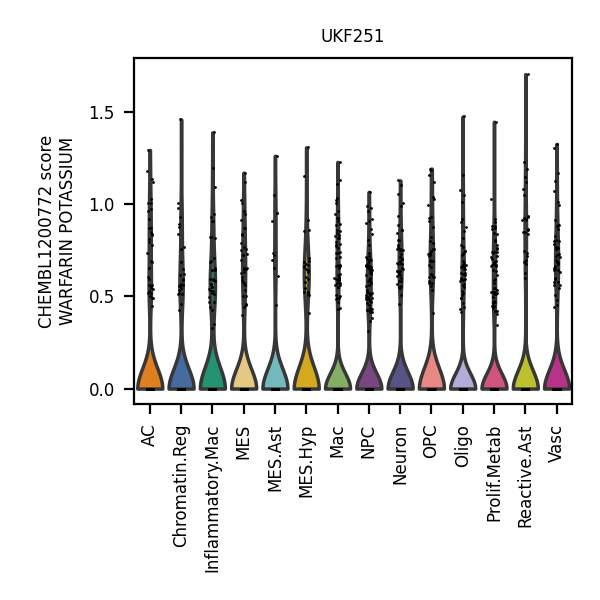 UKF251
CHEMBL1200772 score
WARFARIN POTASSIUM
1.5
1.0
0.5
0.0
AC
Chromatin.Reg
Inflammatory.Mac
MES
MES.Ast
MES.Hyp
Mac
NPC
Neuron
OPC
Oligo
Prolif.Metab
Reactive.Ast
Vasc